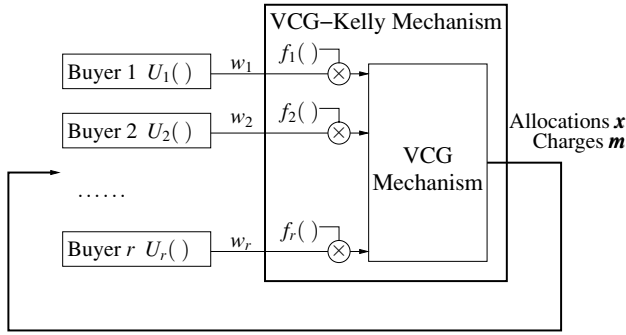 VCG–Kelly Mechanism
Buyer 1 U₁( )
w₁
f₁( )
×
Buyer 2 U₂( )
w₂
f₂( )
×
Allocations x
Charges m
VCG
Mechanism
......
Buyer r Uᵣ( )
wᵣ
fᵣ( )
×